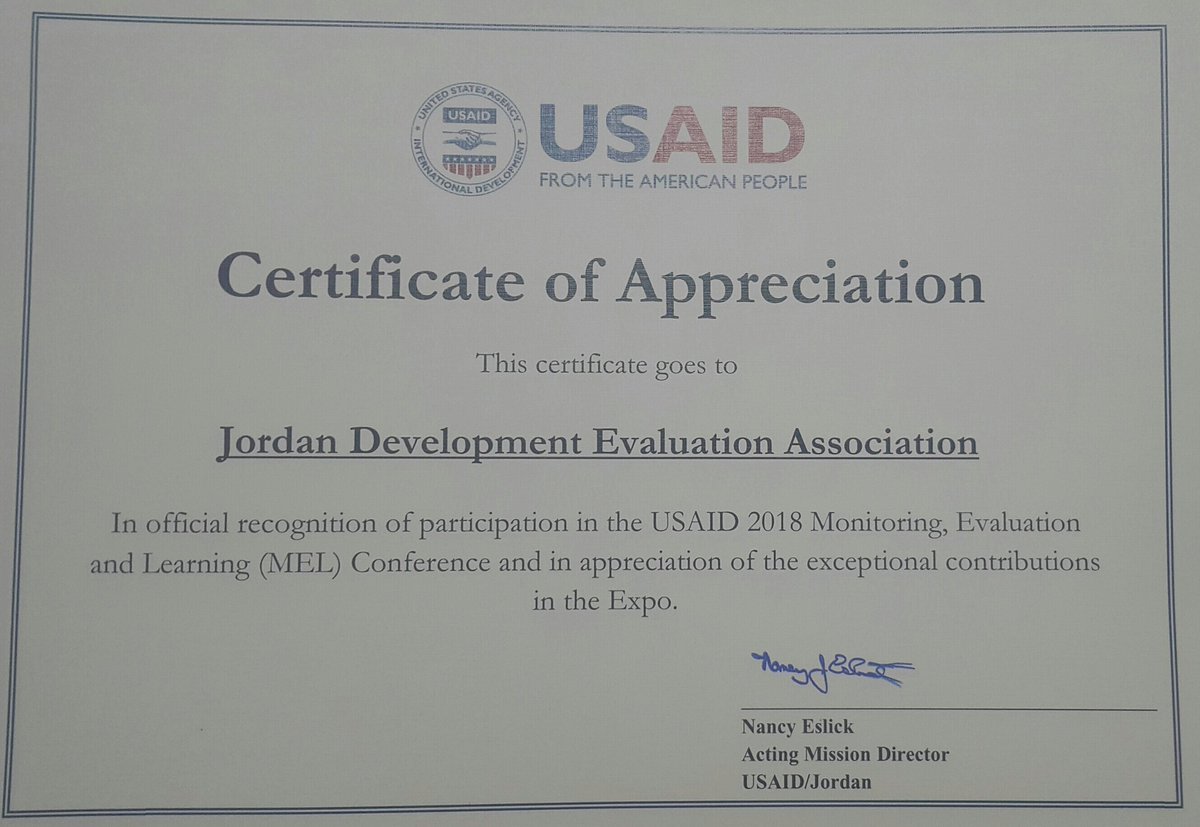 UNITED STATES AGENCY
INTERNATIONAL DEVELOPMENT
USAID
USAID
FROM THE AMERICAN PEOPLE
Certificate of Appreciation
This certificate goes to
Jordan Development Evaluation Association
In official recognition of participation in the USAID 2018 Monitoring, Evaluation
and Learning (MEL) Conference and in appreciation of the exceptional contributions
in the Expo.
Nancy J Eslick
Nancy Eslick
Acting Mission Director
USAID/Jordan